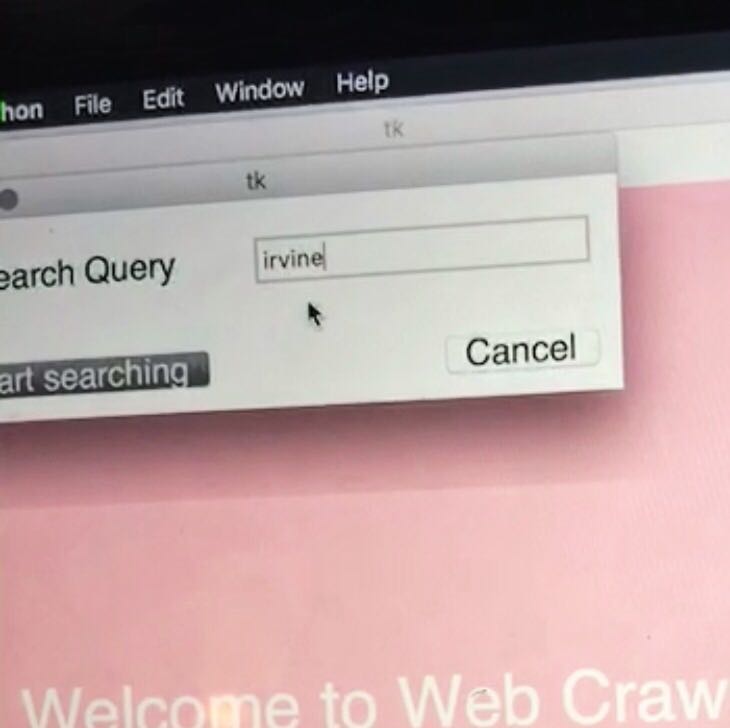 hon File Edit Window Help
tk
tk
earch Query irvine
art searching Cancel
Welcome to Web Craw